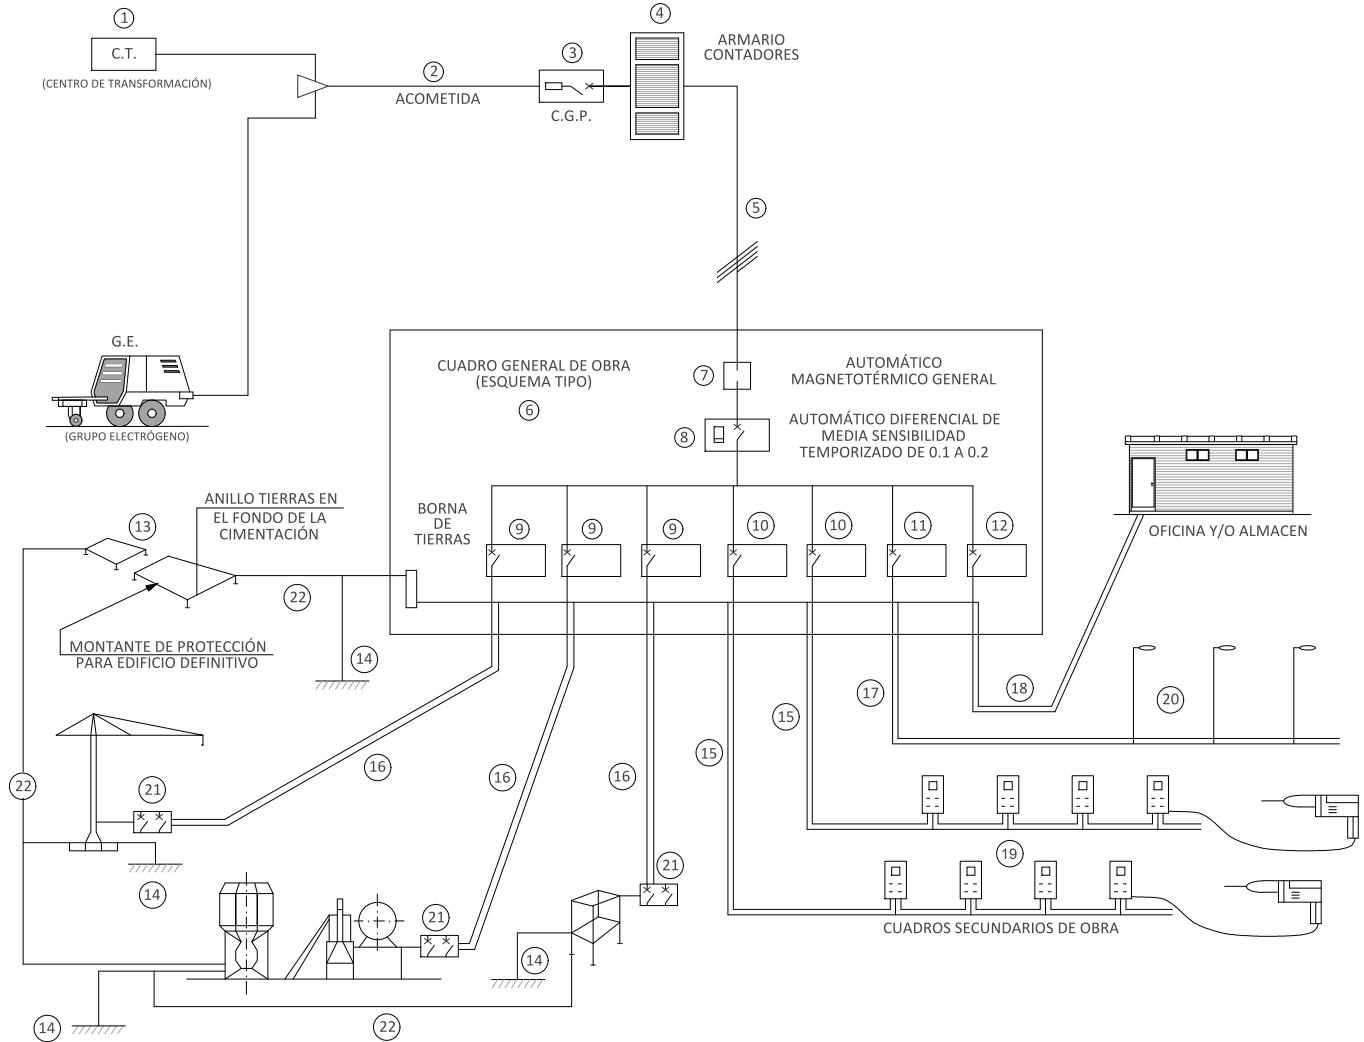 1
C.T.
(CENTRO DE TRANSFORMACIÓN)
2
ACOMETIDA
3
C.G.P.
4
ARMARIO
CONTADORES
5
G.E.
(GRUPO ELECTRÓGENO)
CUADRO GENERAL DE OBRA
(ESQUEMA TIPO)
6
7
AUTOMÁTICO
MAGNETOTÉRMICO GENERAL
8
AUTOMÁTICO DIFERENCIAL DE
MEDIA SENSIBILIDAD
TEMPORIZADO DE 0.1 A 0.2
BORNA
DE
TIERRAS
9
9
9
10
10
11
12
OFICINA Y/O ALMACEN
ANILLO TIERRAS EN
EL FONDO DE LA
CIMENTACIÓN
13
22
MONTANTE DE PROTECCIÓN
PARA EDIFICIO DEFINITIVO
14
18
17
20
15
15
16
16
16
22
21
14
21
21
14
19
CUADROS SECUNDARIOS DE OBRA
14
22